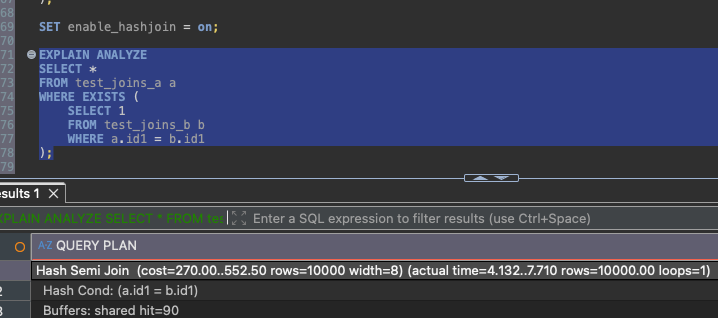 );
68
69 SET enable_hashjoin = on;
70
71 EXPLAIN ANALYZE
72 SELECT *
73 FROM test_joins_a a
74 WHERE EXISTS (
75 SELECT 1
76 FROM test_joins_b b
77 WHERE a.id1 = b.id1
78 );
79
esults 1 ×
XPLAIN ANALYZE SELECT * FROM tes Enter a SQL expression to filter results (use Ctrl+Space)
A-Z QUERY PLAN
Hash Semi Join (cost=270.00..552.50 rows=10000 width=8) (actual time=4.132..7.710 rows=10000.00 loops=1)
2 Hash Cond: (a.id1 = b.id1)
3 Buffers: shared hit=90